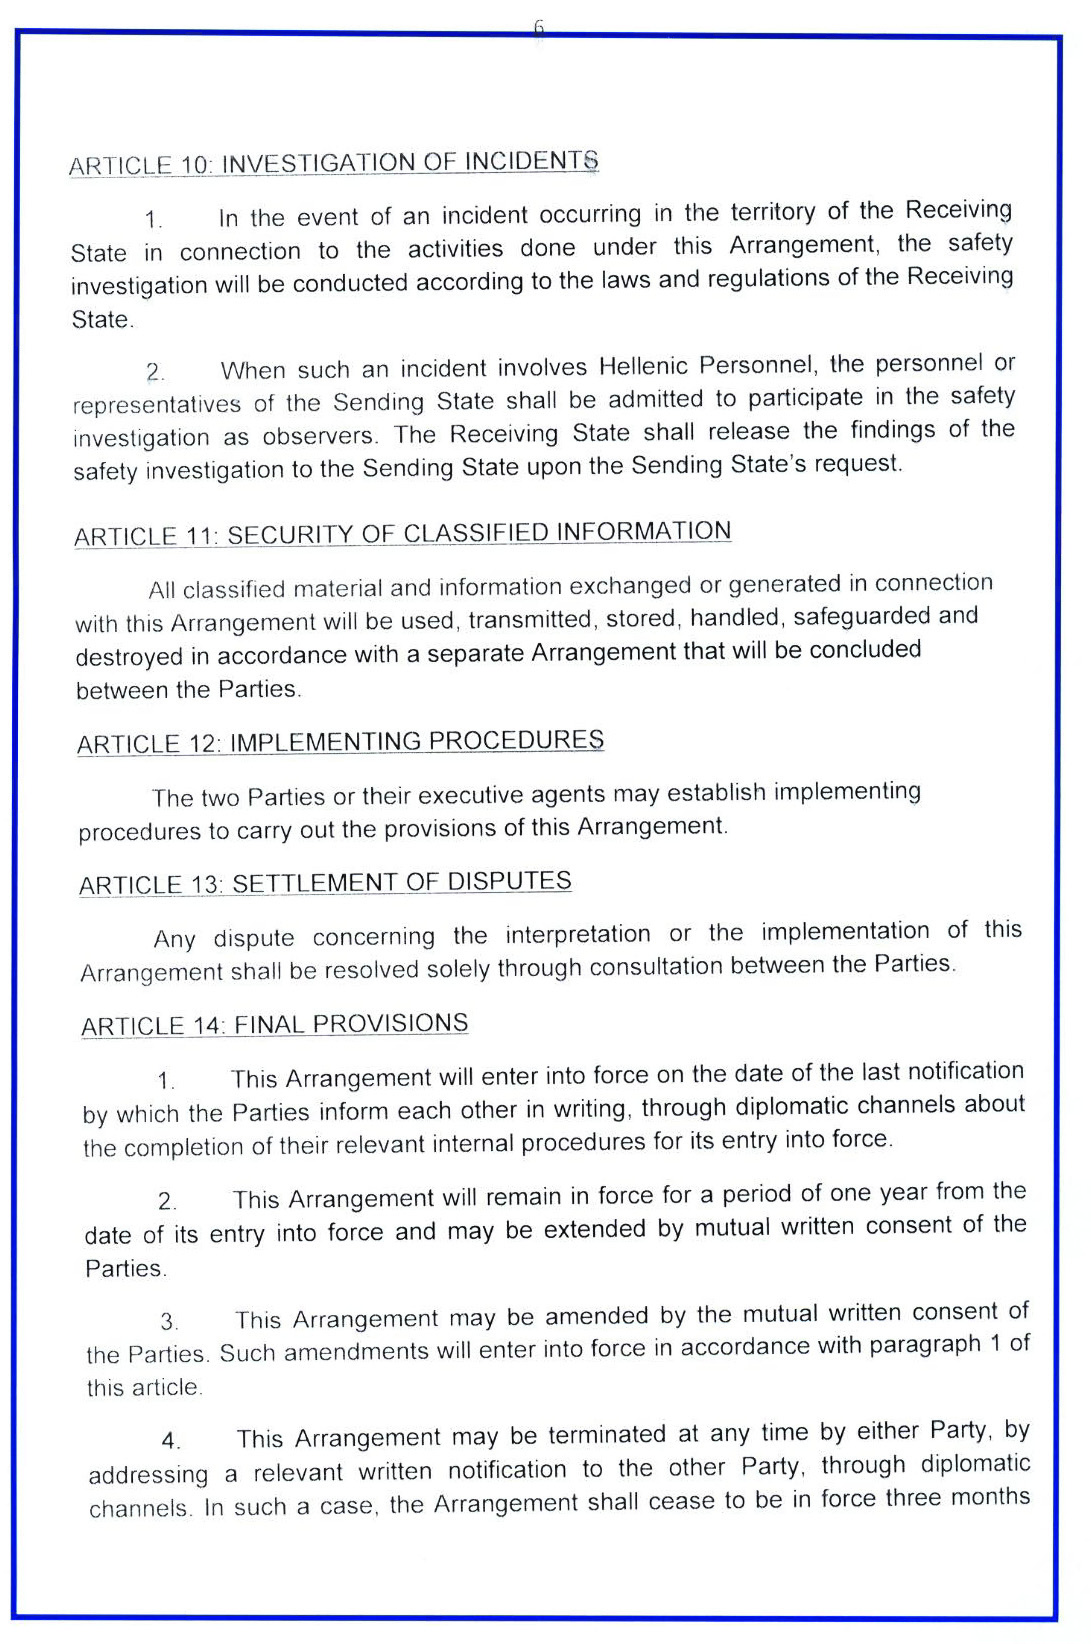 6
ARTICLE 10: INVESTIGATION OF INCIDENTS
1. In the event of an incident occurring in the territory of the Receiving
State in connection to the activities done under this Arrangement, the safety
investigation will be conducted according to the laws and regulations of the Receiving
State.
2. When such an incident involves Hellenic Personnel, the personnel or
representatives of the Sending State shall be admitted to participate in the safety
investigation as observers. The Receiving State shall release the findings of the
safety investigation to the Sending State upon the Sending State's request.
ARTICLE 11: SECURITY OF CLASSIFIED INFORMATION
All classified material and information exchanged or generated in connection
with this Arrangement will be used, transmitted, stored, handled, safeguarded and
destroyed in accordance with a separate Arrangement that will be concluded
between the Parties.
ARTICLE 12: IMPLEMENTING PROCEDURES
The two Parties or their executive agents may establish implementing
procedures to carry out the provisions of this Arrangement.
ARTICLE 13: SETTLEMENT OF DISPUTES
Any dispute concerning the interpretation or the implementation of this
Arrangement shall be resolved solely through consultation between the Parties.
ARTICLE 14: FINAL PROVISIONS
1. This Arrangement will enter into force on the date of the last notification
by which the Parties inform each other in writing, through diplomatic channels about
the completion of their relevant internal procedures for its entry into force.
2. This Arrangement will remain in force for a period of one year from the
date of its entry into force and may be extended by mutual written consent of the
Parties.
3. This Arrangement may be amended by the mutual written consent of
the Parties. Such amendments will enter into force in accordance with paragraph 1 of
this article.
4. This Arrangement may be terminated at any time by either Party, by
addressing a relevant written notification to the other Party, through diplomatic
channels. In such a case, the Arrangement shall cease to be in force three months